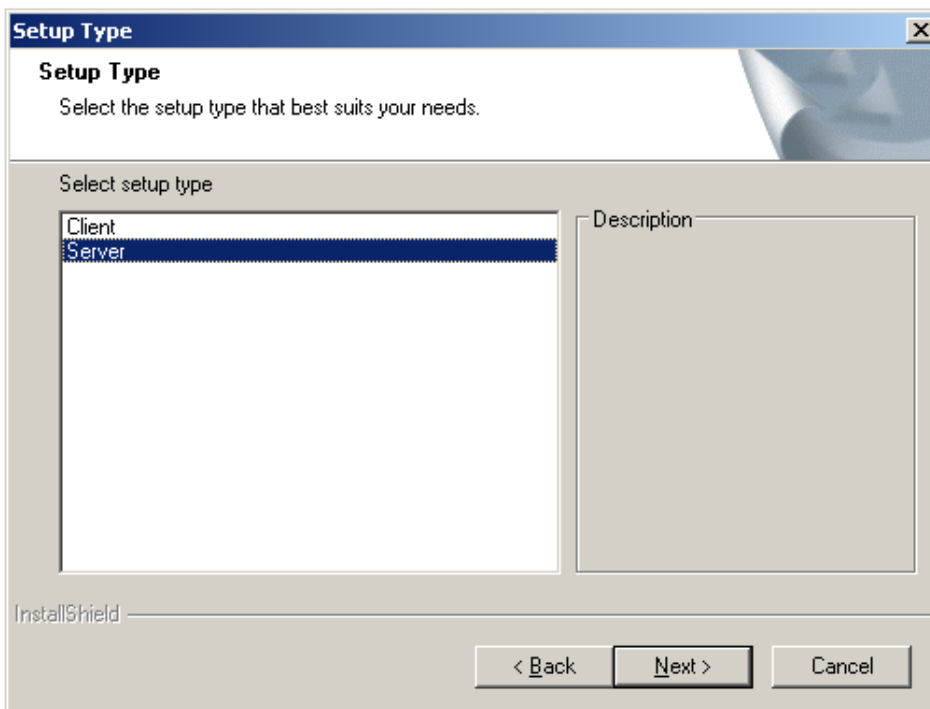 Setup Type
Setup Type
Select the setup type that best suits your needs.
Select setup type
Client
Server
Description
InstallShield
< Back
Next >
Cancel